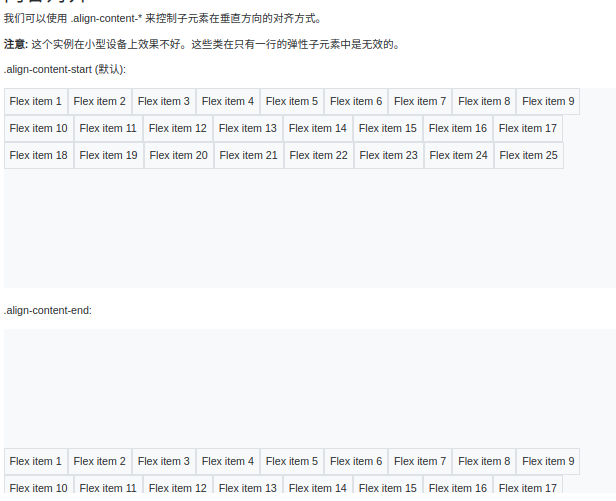 我们可以使用 .align-content-* 来控制子元素在垂直方向的对齐方式。
注意: 这个实例在小型设备上效果不好。这些类在只有一行的弹性子元素中是无效的。
.align-content-start (默认):
Flex item 1 Flex item 2 Flex item 3 Flex item 4 Flex item 5 Flex item 6 Flex item 7 Flex item 8 Flex item 9
Flex item 10 Flex item 11 Flex item 12 Flex item 13 Flex item 14 Flex item 15 Flex item 16 Flex item 17
Flex item 18 Flex item 19 Flex item 20 Flex item 21 Flex item 22 Flex item 23 Flex item 24 Flex item 25
.align-content-end:
Flex item 1 Flex item 2 Flex item 3 Flex item 4 Flex item 5 Flex item 6 Flex item 7 Flex item 8 Flex item 9
Flex item 10 Flex item 11 Flex item 12 Flex item 13 Flex item 14 Flex item 15 Flex item 16 Flex item 17